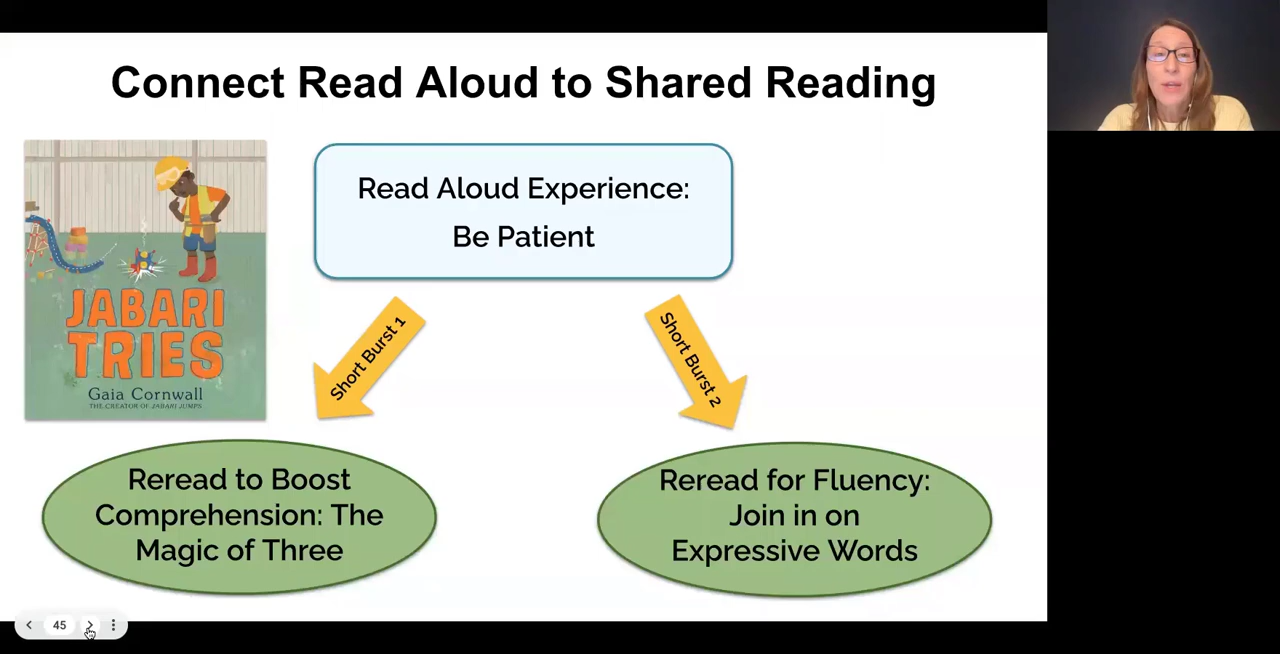 Connect Read Aloud to Shared Reading
Read Aloud Experience:
Be Patient
JABARI
TRIES
Gaia Cornwall
THE CREATOR OF JABARI JUMPS
Short Burst 1
Short Burst 2
Reread to Boost
Comprehension: The
Magic of Three
Reread for Fluency:
Join in on
Expressive Words
45